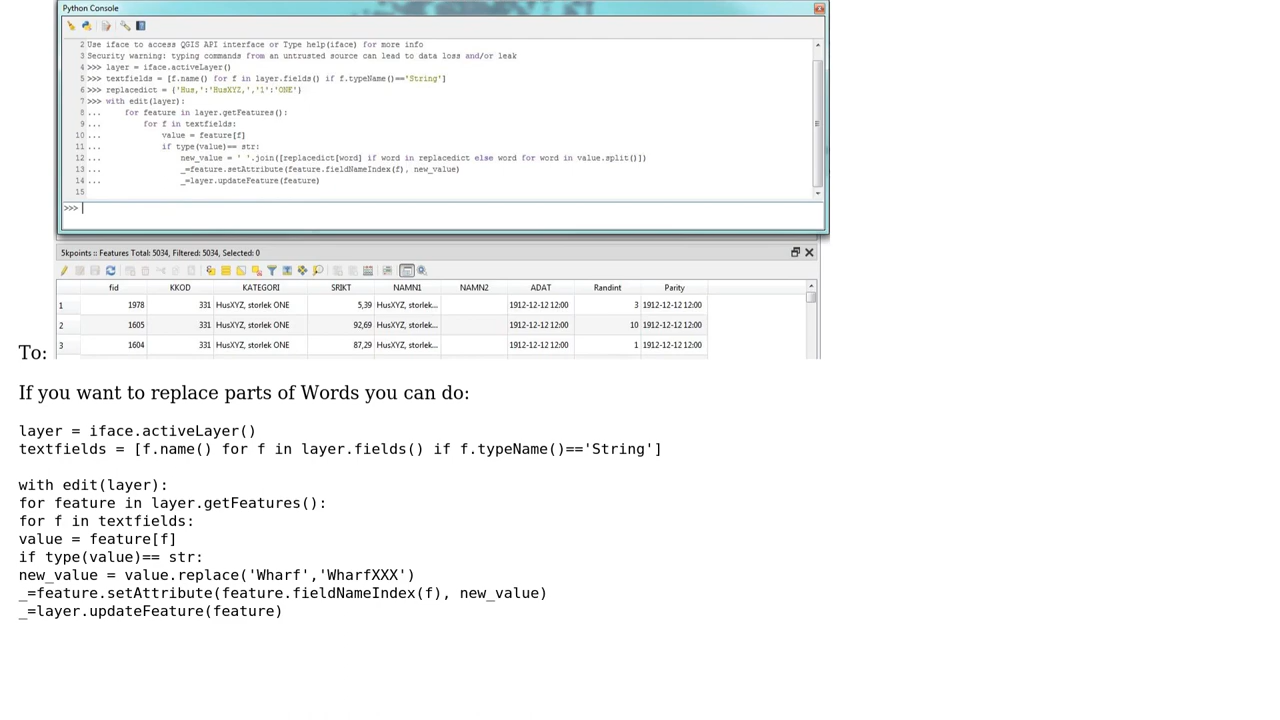 Python Console
2 Use iface to access QGIS API interface or Type help(iface) for more info
3 Security warning: typing commands from an untrusted source can lead to data loss and/or leak
4 >>> layer = iface.activeLayer()
5 >>> textfields = [f.name() for f in layer.fields() if f.typeName()=='String']
6 >>> replacedict = {'Hus,':'HusXYZ,','1':'ONE'}
7 >>> with edit(layer):
8 ... for feature in layer.getFeatures():
9 ... for f in textfields:
10 ... value = feature[f]
11 ... if type(value)== str:
12 ... new_value = ' '.join([replacedict[word] if word in replacedict else word for word in value.split()])
13 ... _=feature.setAttribute(feature.fieldNameIndex(f), new_value)
14 ... _=layer.updateFeature(feature)
15
>>>
5kpoints :: Features Total: 5034, Filtered: 5034, Selected: 0
fid KKOD KATEGORI SRIKT NAMN1 NAMN2 ADAT Randint Parity
1 1978 331 HusXYZ, storlek ONE 5,39 HusXYZ, storlek... 1912-12-12 12:00 3 1912-12-12 12:00
2 1605 331 HusXYZ, storlek ONE 92,69 HusXYZ, storlek... 1912-12-12 12:00 10 1912-12-12 12:00
3 1604 331 HusXYZ, storlek ONE 87,29 HusXYZ, storlek... 1912-12-12 12:00 1 1912-12-12 12:00
To:
If you want to replace parts of Words you can do:
layer = iface.activeLayer()
textfields = [f.name() for f in layer.fields() if f.typeName()=='String']
with edit(layer):
for feature in layer.getFeatures():
for f in textfields:
value = feature[f]
if type(value)== str:
new_value = value.replace('Wharf','WharfXXX')
_=feature.setAttribute(feature.fieldNameIndex(f), new_value)
_=layer.updateFeature(feature)